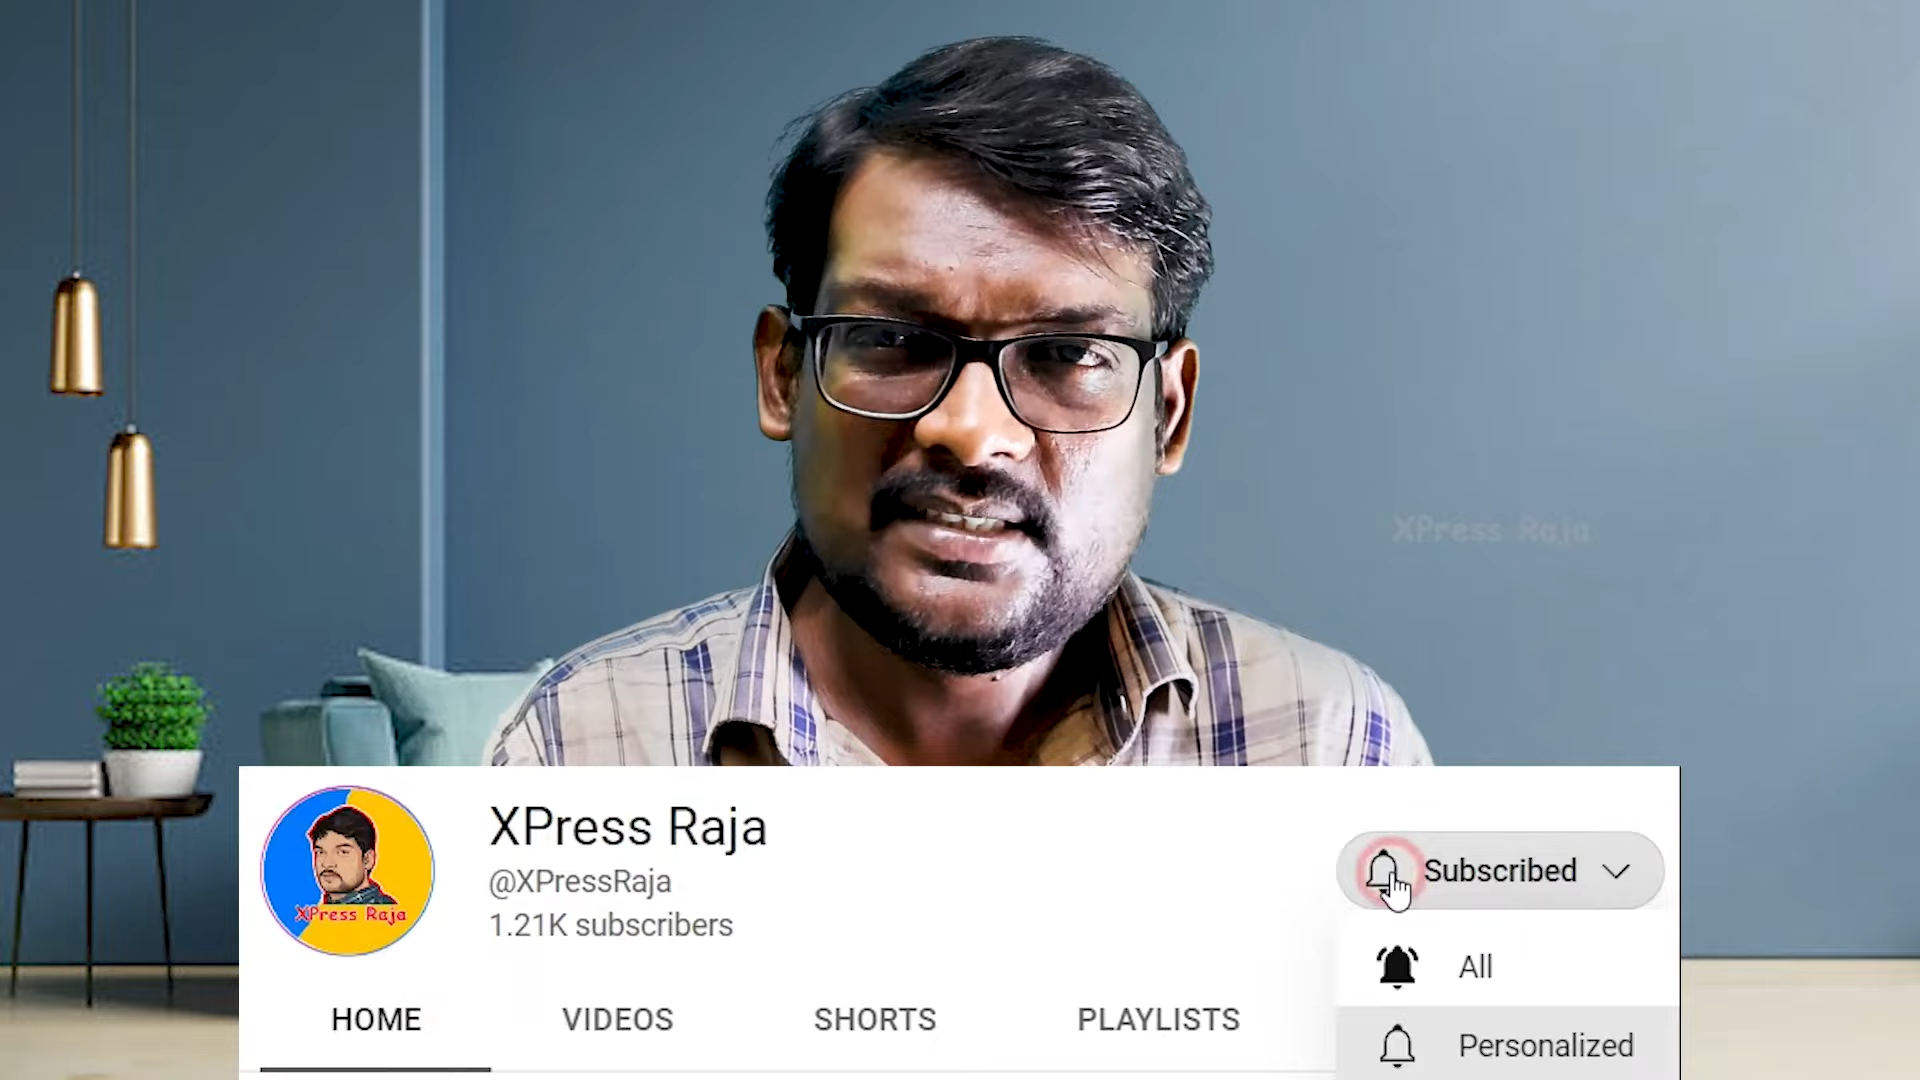 XPress Raja
XPress Raja
XPress Raja
@XPressRaja
1.21K subscribers
Subscribed
All
Personalized
HOME
VIDEOS
SHORTS
PLAYLISTS